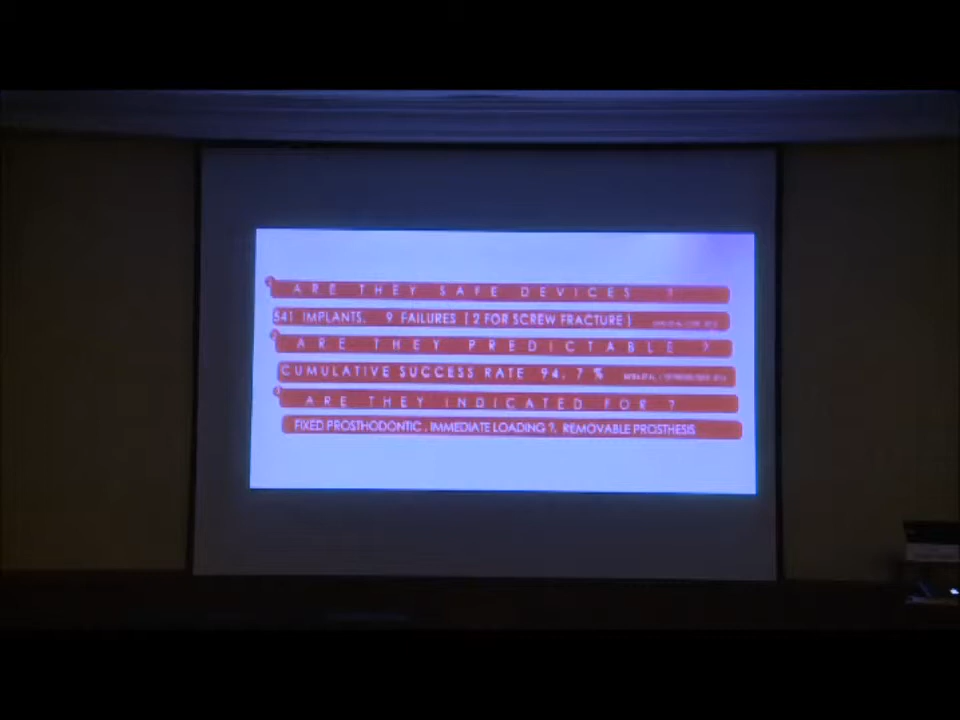 ARE THEY SAFE DEVICES ?
541 IMPLANTS. 9 FAILURES ( 2 FOR SCREW FRACTURE )
ARE THEY PREDICTABLE ?
CUMULATIVE SUCCESS RATE 94.7 %
ARE THEY INDICATED FOR ?
FIXED PROSTHODONTIC , IMMEDIATE LOADING ?, REMOVABLE PROSTHESIS